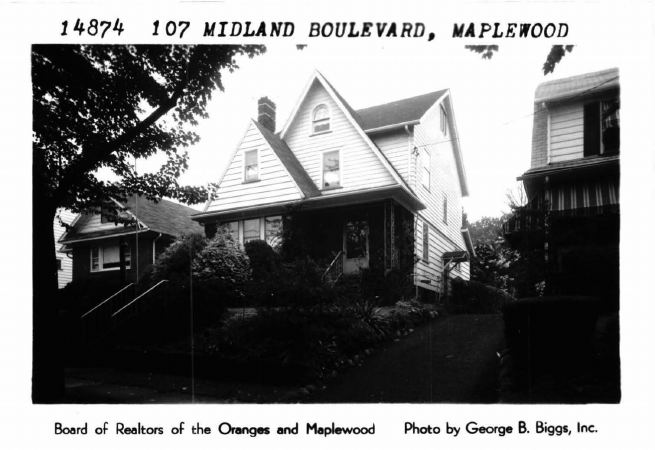 14874 107 MIDLAND BOULEVARD, MAPLEWOOD
Board of Realtors of the Oranges and Maplewood Photo by George B. Biggs, Inc.